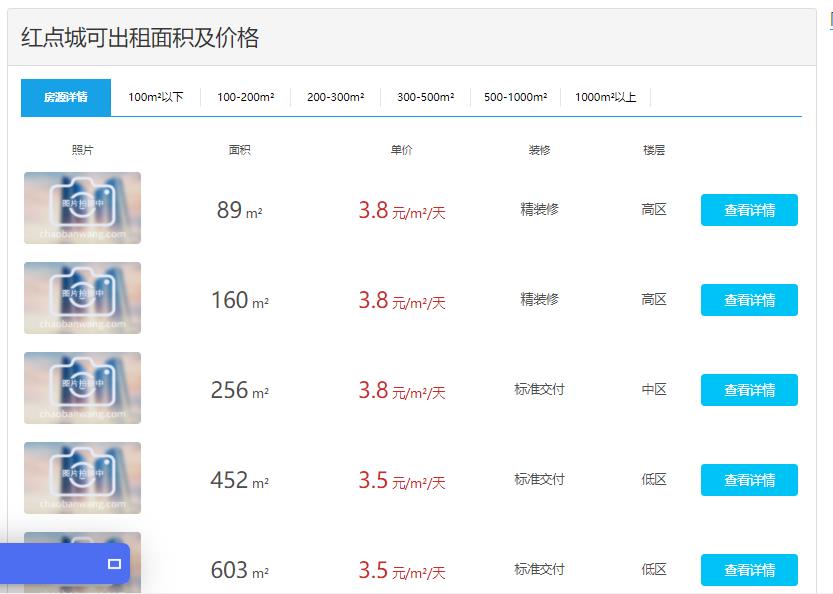 红点城可出租面积及价格
房源详情 100m²以下 100-200m² 200-300m² 300-500m² 500-1000m² 1000m²以上
照片 面积 单价 装修 楼层
图片拍摄中
chaobanwang.com
89 m² 3.8 元/m²/天 精装修 高区 查看详情
图片拍摄中
chaobanwang.com
160 m² 3.8 元/m²/天 精装修 高区 查看详情
图片拍摄中
chaobanwang.com
256 m² 3.8 元/m²/天 标准交付 中区 查看详情
图片拍摄中
chaobanwang.com
452 m² 3.5 元/m²/天 标准交付 低区 查看详情
603 m² 3.5 元/m²/天 标准交付 低区 查看详情